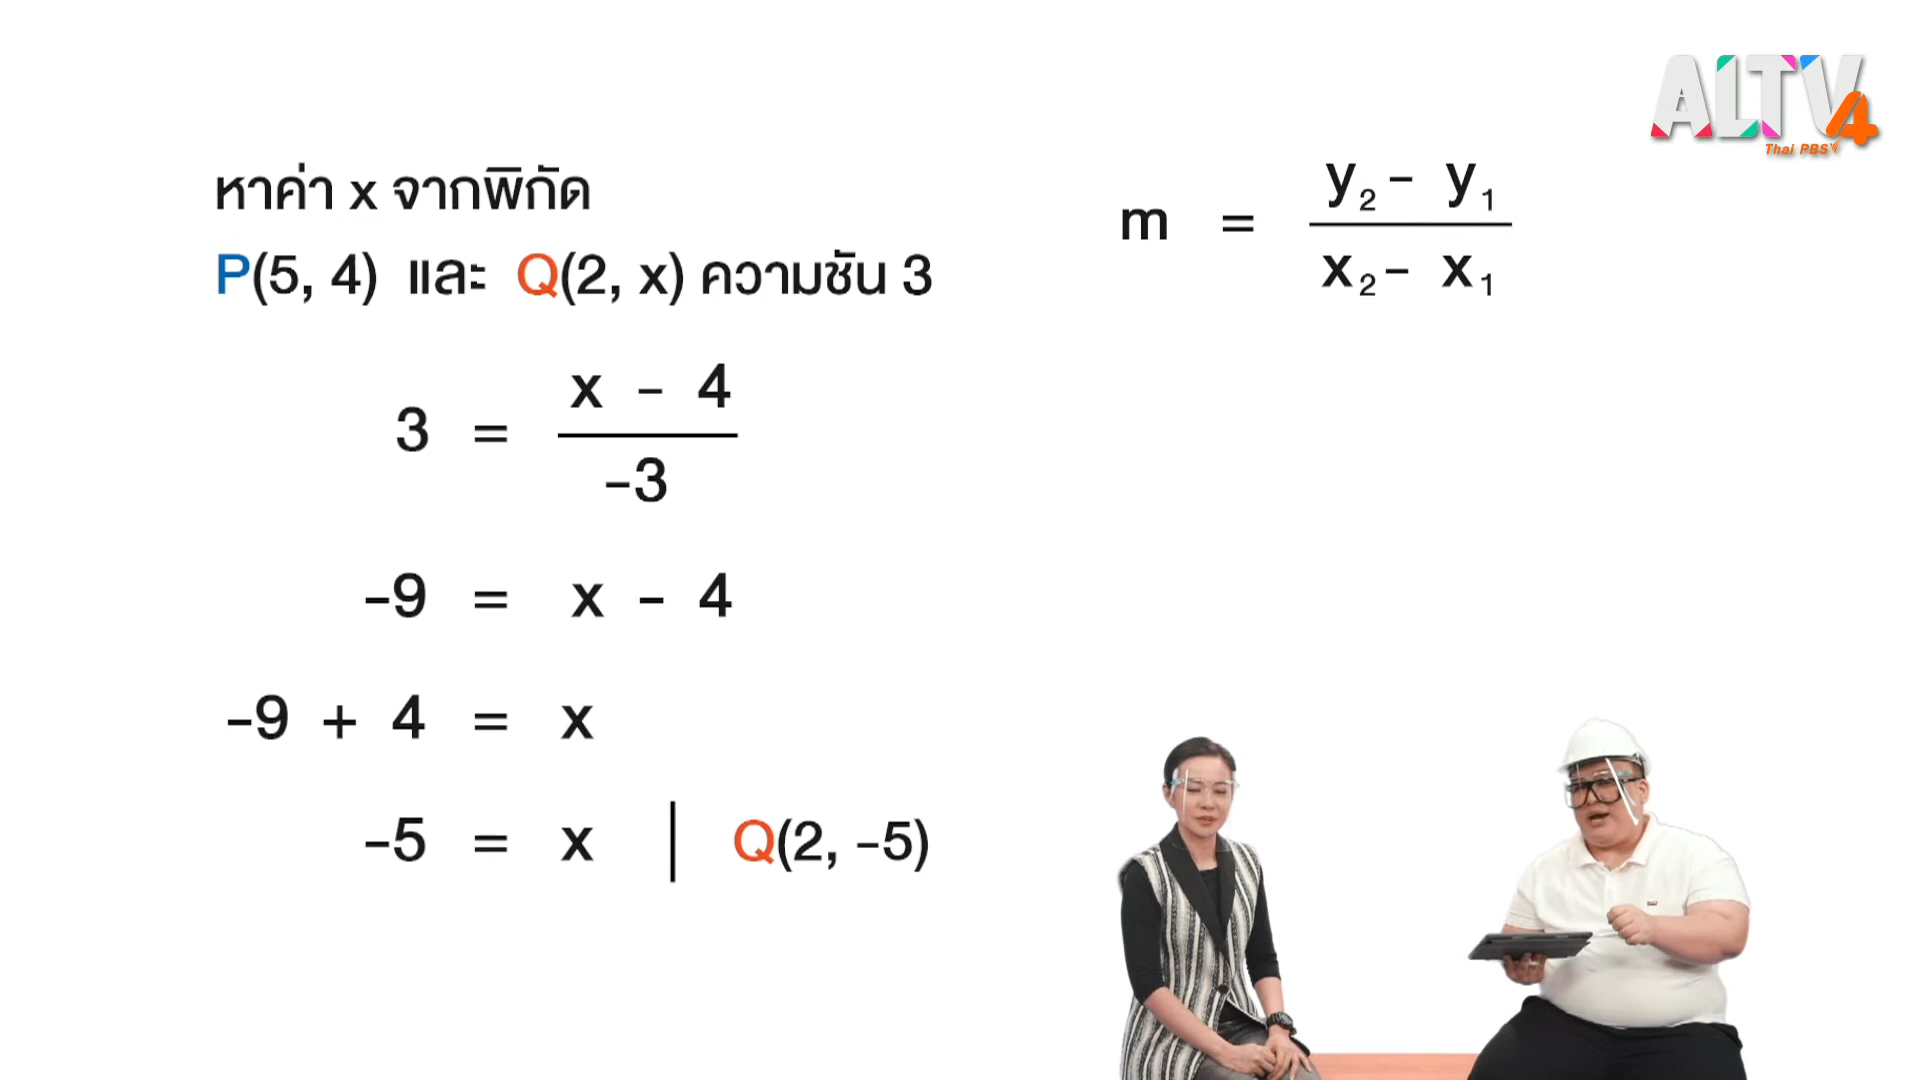 ALTV4
Thai PBS
หาค่า x จากพิกัด
P(5, 4) และ Q(2, x) ความชัน 3
m = y₂ - y₁
x₂ - x₁
3 = x - 4
-3
-9 = x - 4
-9 + 4 = x
-5 = x | Q(2, -5)